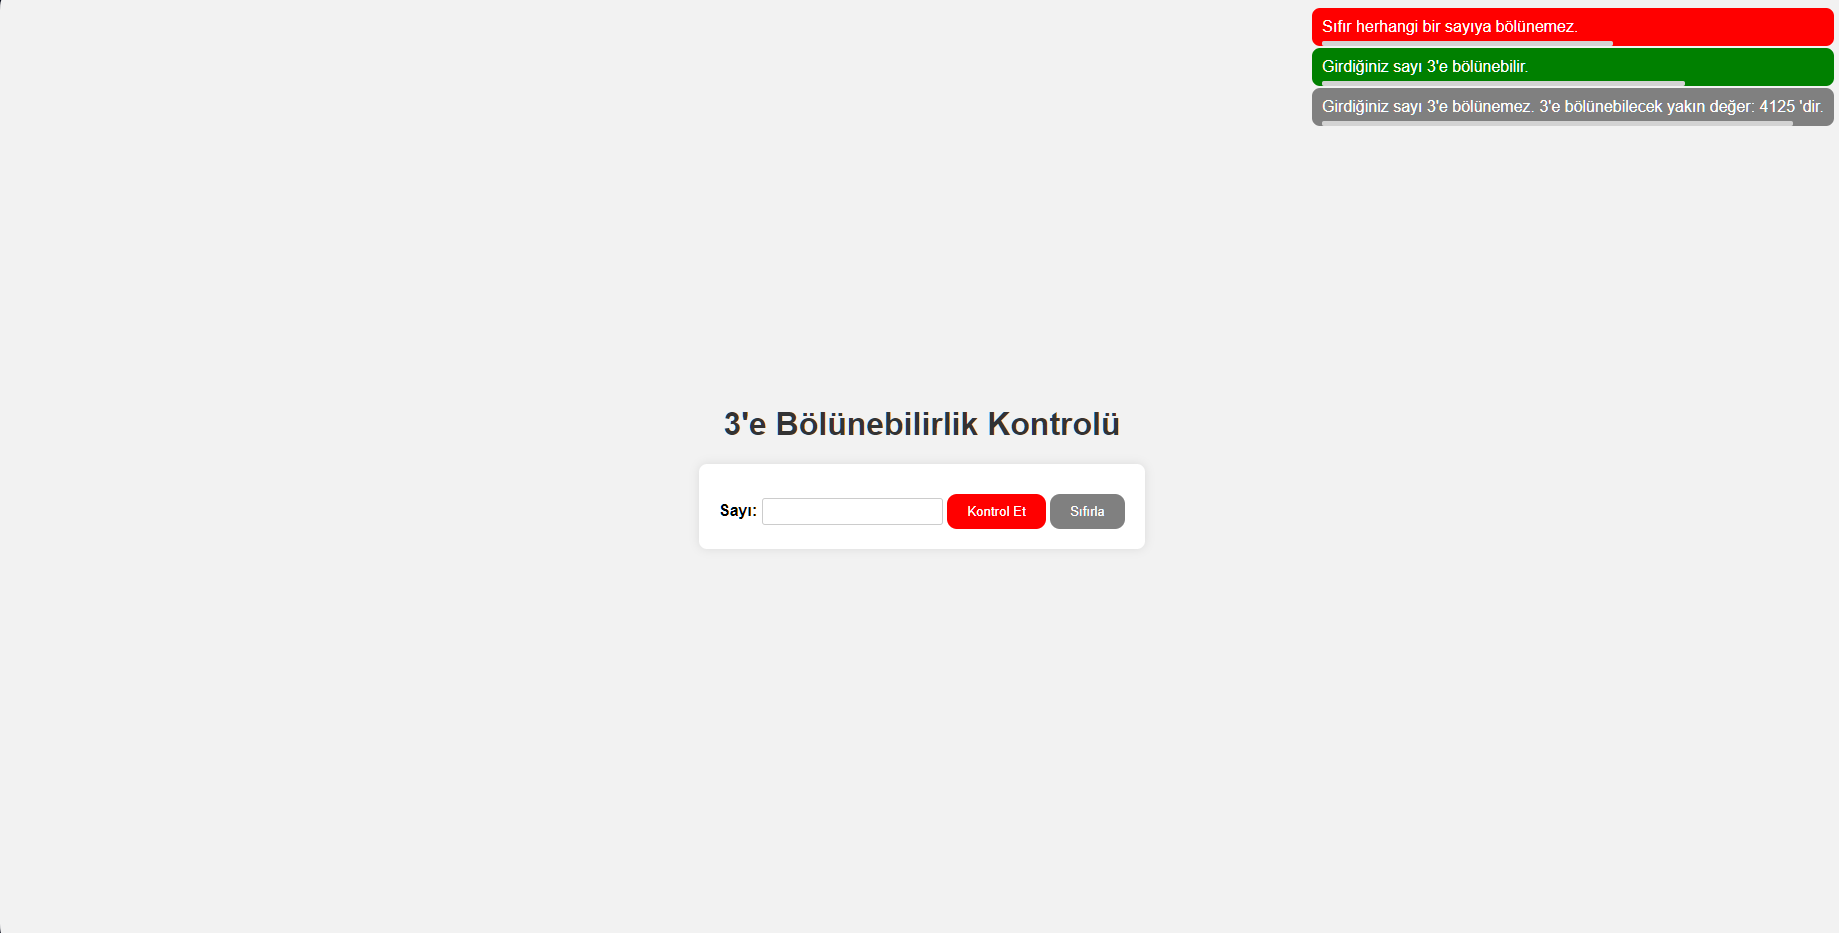 Sıfır herhangi bir sayıya bölünemez.
Girdiğiniz sayı 3'e bölünebilir.
Girdiğiniz sayı 3'e bölünemez. 3'e bölünebilecek yakın değer: 4125 'dir.
3'e Bölünebilirlik Kontrolü
Sayı: Kontrol Et Sıfırla